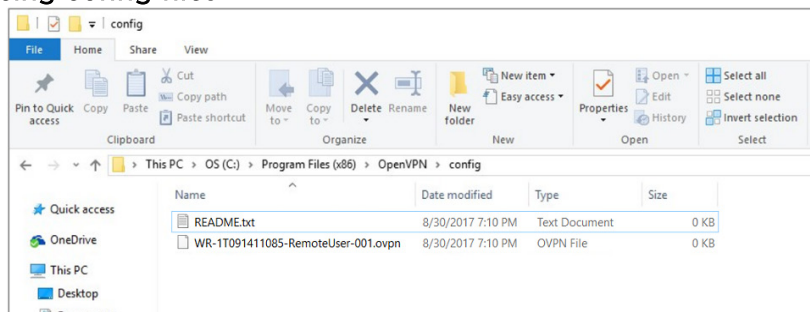 config
File Home Share View
Pin to Quick access
Copy
Paste
Cut
Copy path
Paste shortcut
Clipboard
Move to
Copy to
Delete
Rename
Organize
New folder
New item
Easy access
New
Properties
Open
Edit
History
Open
Select all
Select none
Invert selection
Select
This PC > OS (C:) > Program Files (x86) > OpenVPN > config
Name Date modified Type Size
README.txt 8/30/2017 7:10 PM Text Document 0 KB
WR-1T091411085-RemoteUser-001.ovpn 8/30/2017 7:10 PM OVPN File 0 KB
Quick access
OneDrive
This PC
Desktop